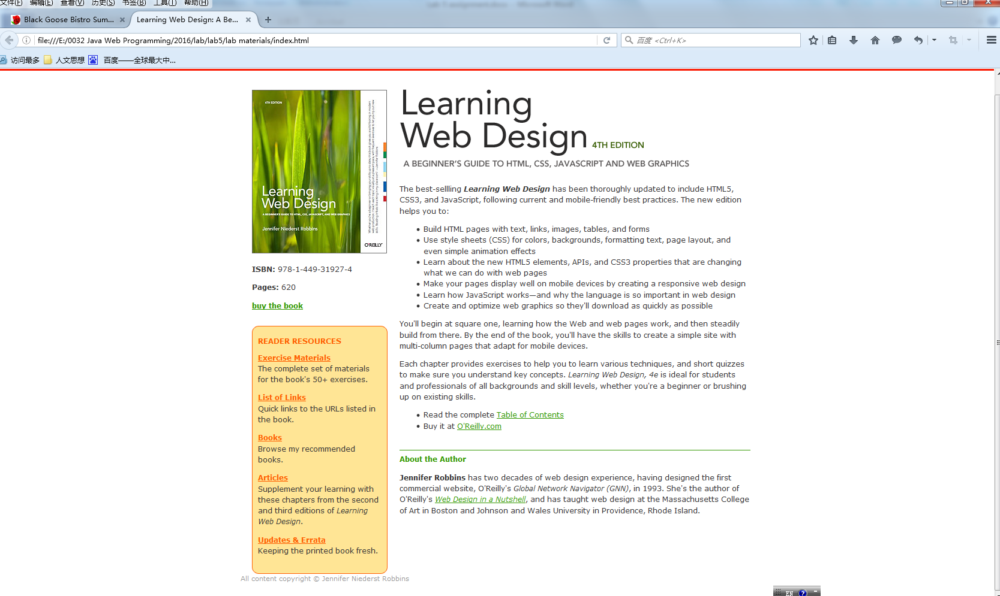 文件(F) 编辑(E) 查看(V) 历史(S) 书签(B) 工具(T) 帮助(H)
Black Goose Bistro Sum...
Learning Web Design: A Be...
file:///E:/0032 Java Web Programming/2016/lab/lab5/lab materials/index.html
百度 <Ctrl+K>
访问最多 人文思想 百度——全球最大中...
4TH EDITION
Learning
Web Design
A BEGINNER'S GUIDE TO HTML, CSS, JAVASCRIPT, AND WEB GRAPHICS
Jennifer Niederst Robbins
O'REILLY
ISBN: 978-1-449-31927-4
Pages: 620
buy the book
READER RESOURCES
Exercise Materials
The complete set of materials
for the book's 50+ exercises.
List of Links
Quick links to the URLs listed in
the book.
Books
Browse my recommended
books.
Articles
Supplement your learning with
these chapters from the second
and third editions of Learning
Web Design.
Updates & Errata
Keeping the printed book fresh.
Learning
Web Design 4TH EDITION
A BEGINNER'S GUIDE TO HTML, CSS, JAVASCRIPT AND WEB GRAPHICS
The best-sellling Learning Web Design has been thoroughly updated to include HTML5,
CSS3, and JavaScript, following current and mobile-friendly best practices. The new edition
helps you to:
• Build HTML pages with text, links, images, tables, and forms
• Use style sheets (CSS) for colors, backgrounds, formatting text, page layout, and
even simple animation effects
• Learn about the new HTML5 elements, APIs, and CSS3 properties that are changing
what we can do with web pages
• Make your pages display well on mobile devices by creating a responsive web design
• Learn how JavaScript works—and why the language is so important in web design
• Create and optimize web graphics so they'll download as quickly as possible
You'll begin at square one, learning how the Web and web pages work, and then steadily
build from there. By the end of the book, you'll have the skills to create a simple site with
multi-column pages that adapt for mobile devices.
Each chapter provides exercises to help you to learn various techniques, and short quizzes
to make sure you understand key concepts. Learning Web Design, 4e is ideal for students
and professionals of all backgrounds and skill levels, whether you're a beginner or brushing
up on existing skills.
• Read the complete Table of Contents
• Buy it at O'Reilly.com
About the Author
Jennifer Robbins has two decades of web design experience, having designed the first
commercial website, O'Reilly's Global Network Navigator (GNN), in 1993. She's the author of
O'Reilly's Web Design in a Nutshell, and has taught web design at the Massachusetts College
of Art in Boston and Johnson and Wales University in Providence, Rhode Island.
All content copyright © Jennifer Niederst Robbins
EN